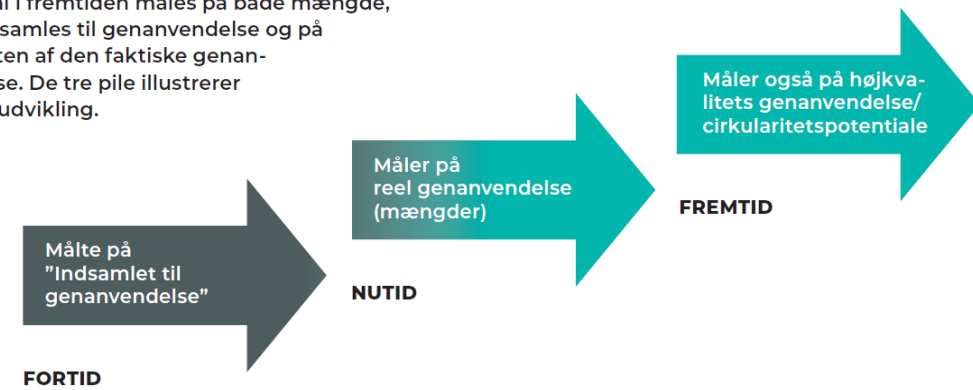 i fremtiden måles på både mængde,
samles til genanvendelse og på
ten af den faktiske genan-
se. De tre pile illustrerer
udvikling.
Målte på
”Indsamlet til
genanvendelse”
FORTID
Måler på
reel genanvendelse
(mængder)
NUTID
Måler også på højkva-
litets genanvendelse/
cirkularitetspotentiale
FREMTID